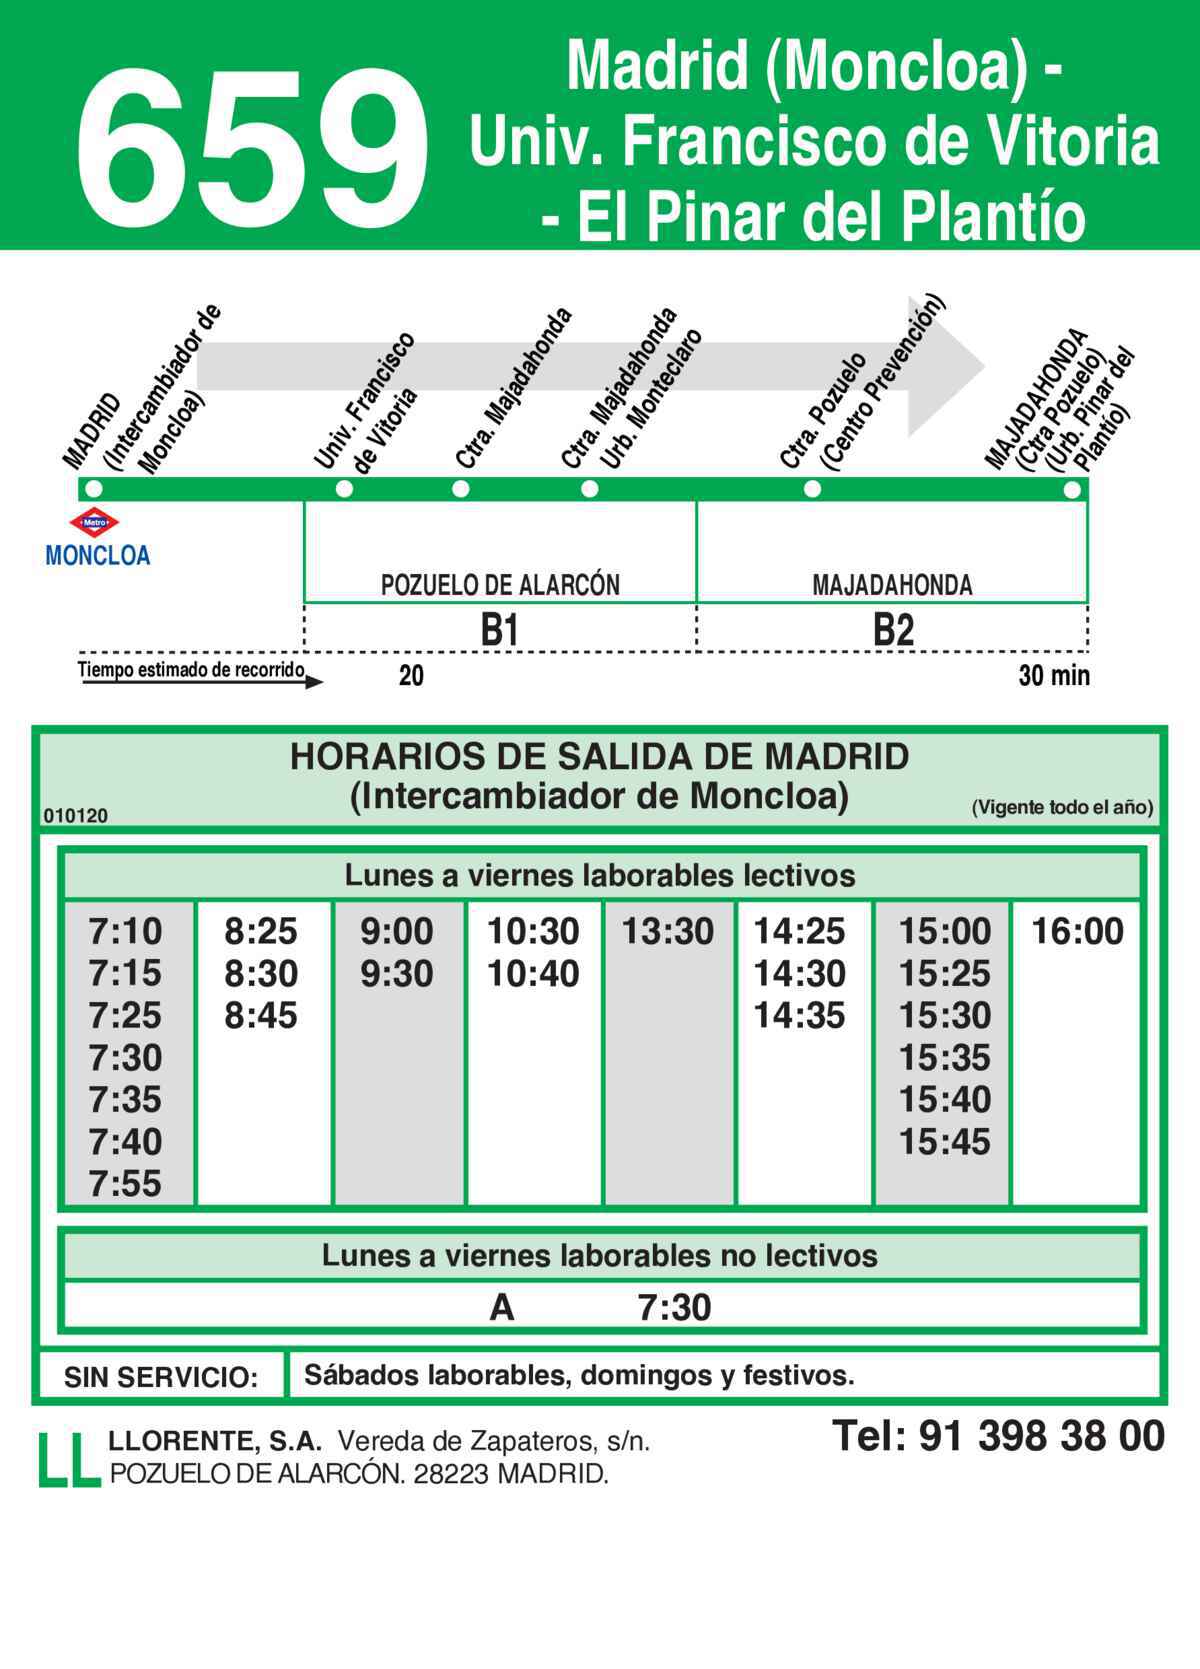 659
Madrid (Moncloa) -
Univ. Francisco de Vitoria
- El Pinar del Plantío
MADRID
(Intercambiador de
Moncloa)
Univ. Francisco
de Vitoria
Ctra. Majadahonda
Ctra. Majadahonda
Urb. Monteclaro
Ctra. Pozuelo
(Centro Prevención)
MAJADAHONDA
(Ctra Pozuelo)
(Urb. Pinar del
Plantío)
Metro
MONCLOA
POZUELO DE ALARCÓN
MAJADAHONDA
B1
B2
Tiempo estimado de recorrido
20
30 min
HORARIOS DE SALIDA DE MADRID
(Intercambiador de Moncloa)
010120
(Vigente todo el año)
Lunes a viernes laborables lectivos
7:10 8:25 9:00 10:30 13:30 14:25 15:00 16:00
7:15 8:30 9:30 10:40 14:30 15:25
7:25 8:45 14:35 15:30
7:30 15:35
7:35 15:40
7:40 15:45
7:55
Lunes a viernes laborables no lectivos
A 7:30
SIN SERVICIO: Sábados laborables, domingos y festivos.
LL
LLORENTE, S.A. Vereda de Zapateros, s/n.
POZUELO DE ALARCÓN. 28223 MADRID.
Tel: 91 398 38 00